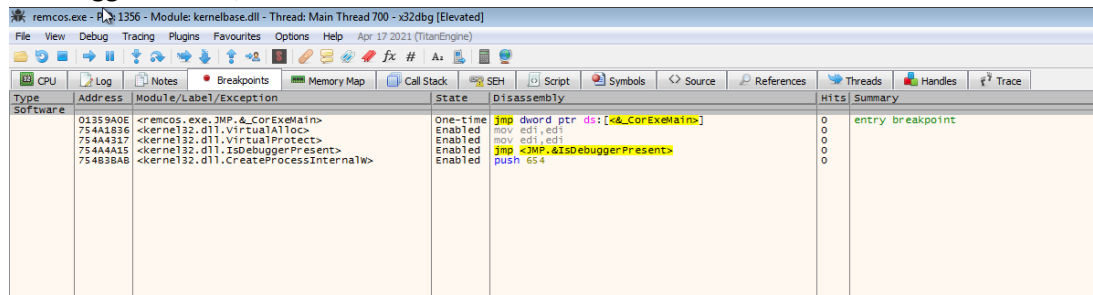 remcos.exe - PID: 1356 - Module: kernelbase.dll - Thread: Main Thread 700 - x32dbg [Elevated]
File View Debug Tracing Plugins Favourites Options Help Apr 17 2021 (TitanEngine)
CPU Log Notes Breakpoints Memory Map Call Stack SEH Script Symbols Source References Threads Handles Trace
Type Address Module/Label/Exception State Disassembly Hits Summary
Software
01359A0E <remcos.exe.JMP.&_CorExeMain> One-time jmp dword ptr ds:[<&_CorExeMain>] 0 entry breakpoint
754A1836 <kernel32.dll.VirtualAlloc> Enabled mov edi,edi 0
754A4317 <kernel32.dll.VirtualProtect> Enabled mov edi,edi 0
754A4A15 <kernel32.dll.IsDebuggerPresent> Enabled jmp <JMP.&IsDebuggerPresent> 0
754B3BAB <kernel32.dll.CreateProcessInternalW> Enabled push 654 0